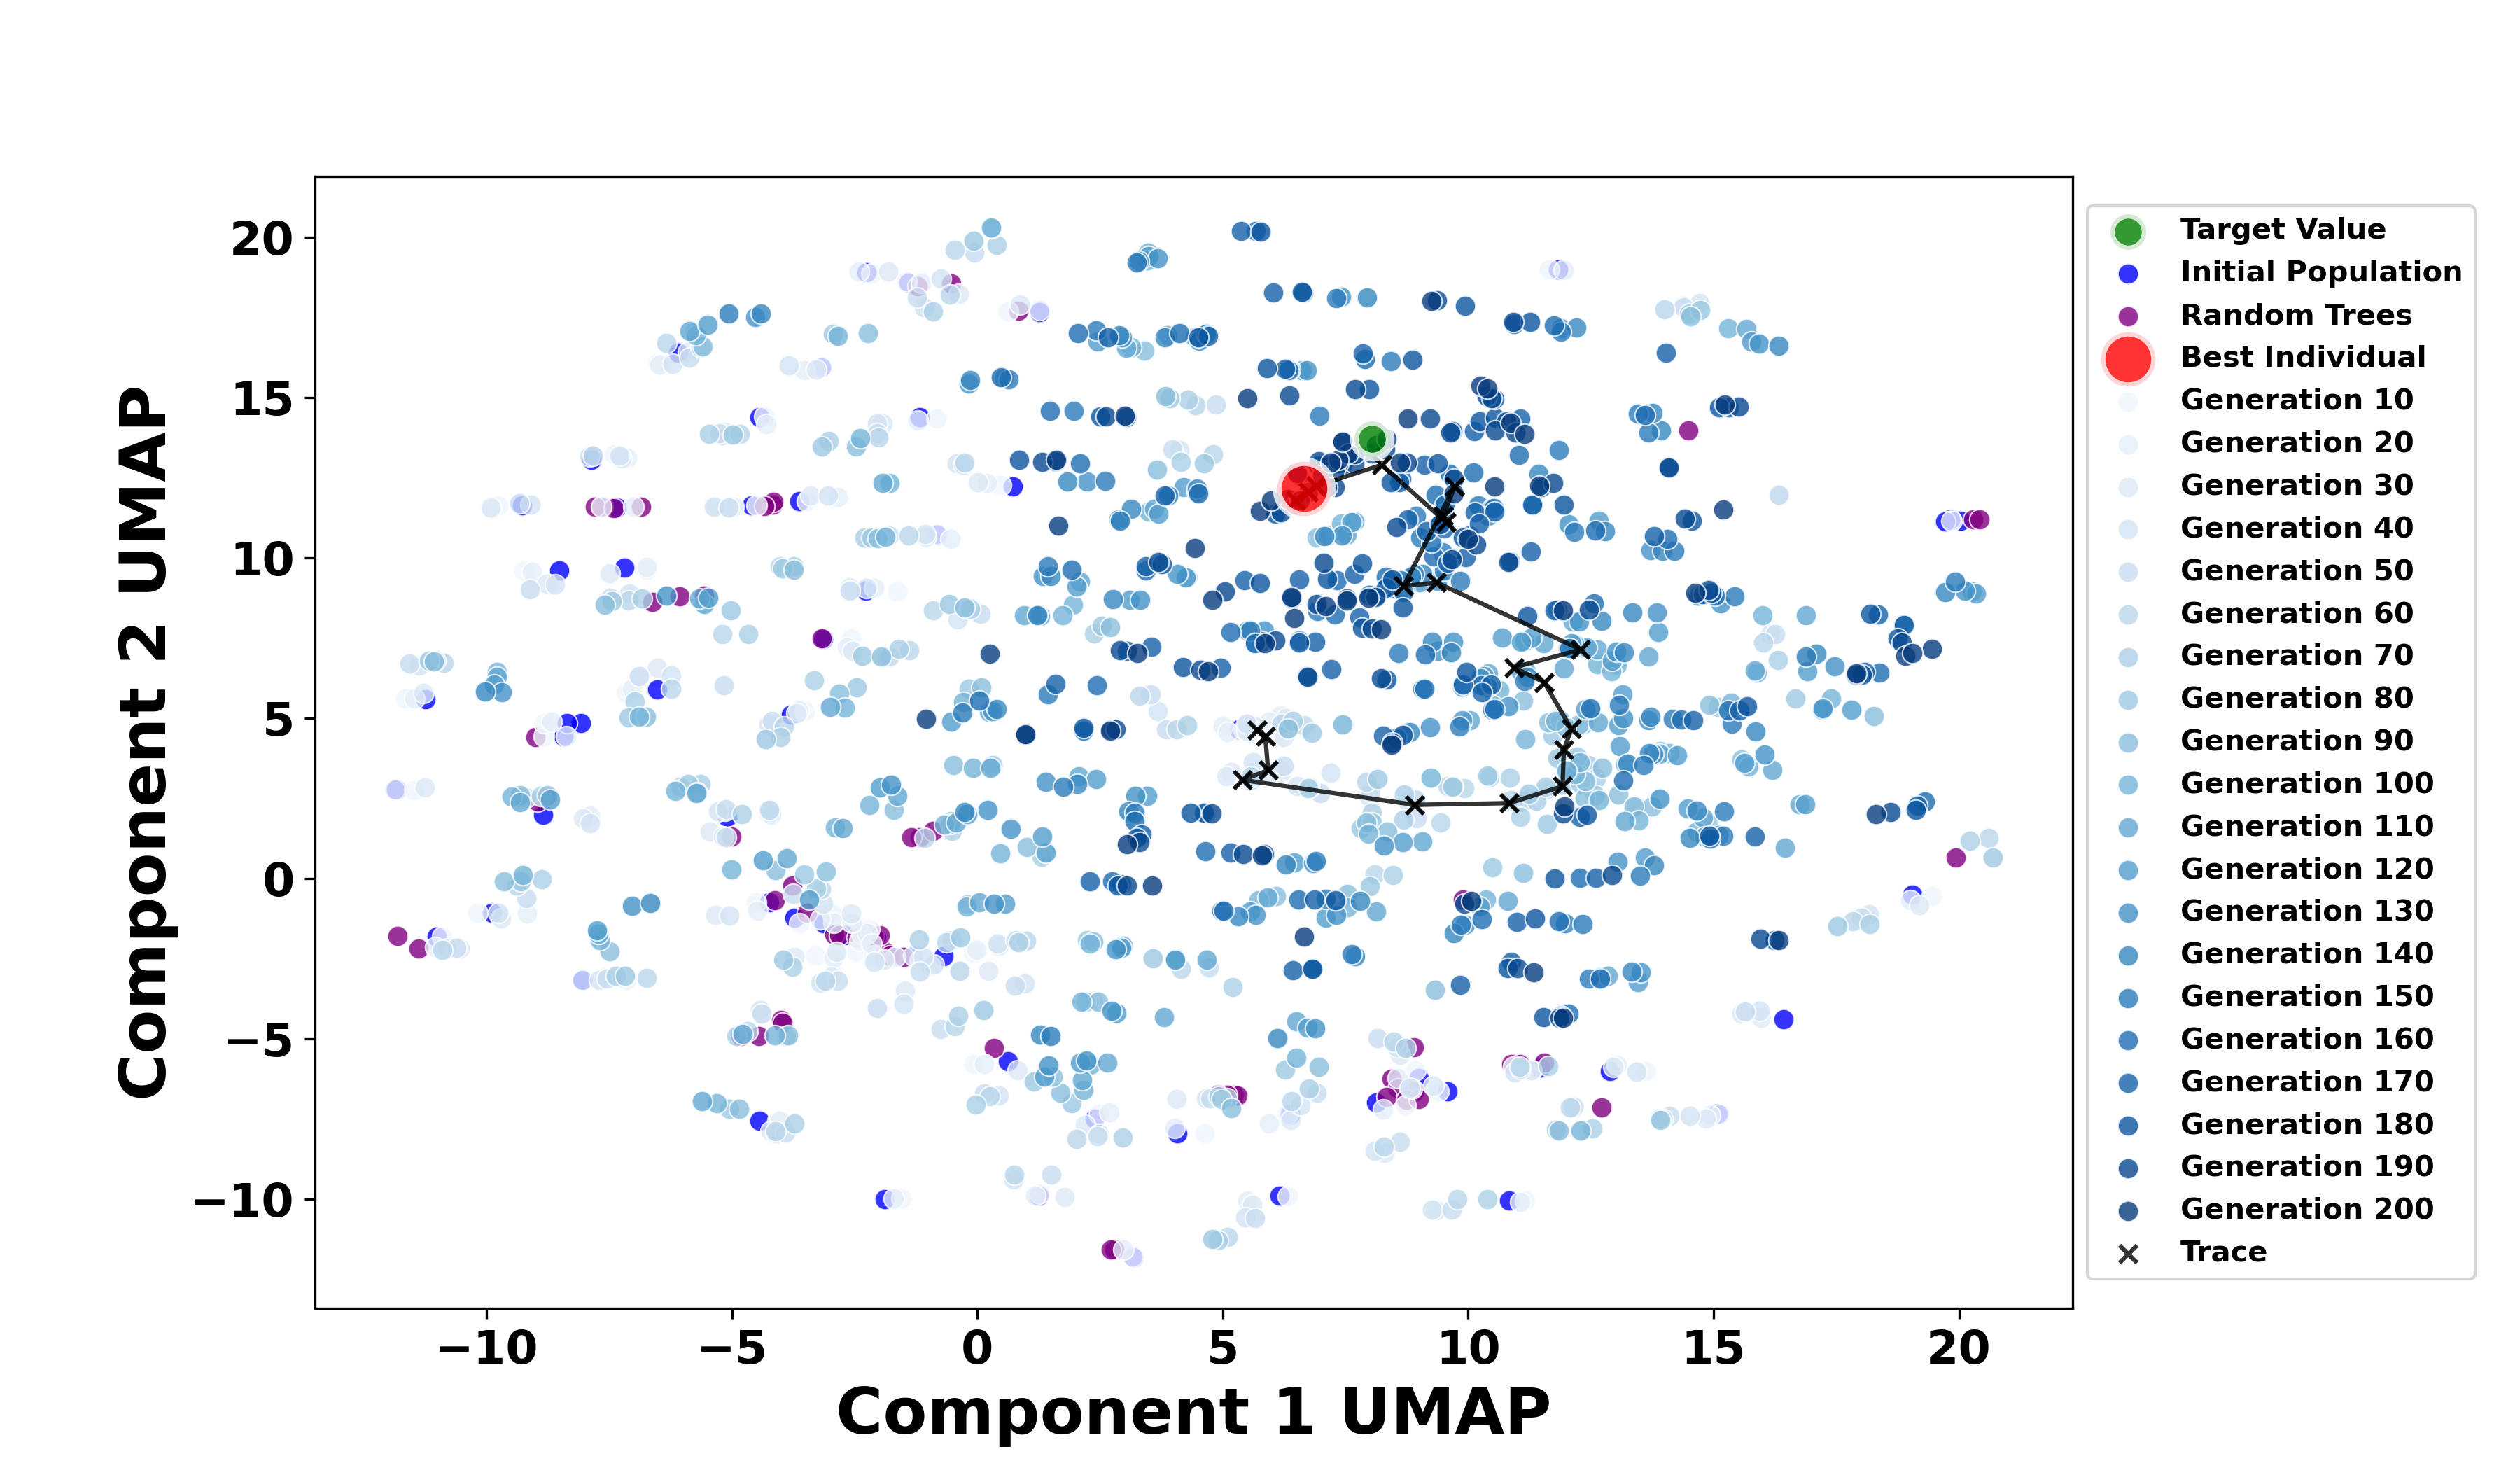 20
15
10
5
0
−5
−10
Component 2 UMAP
−10
−5
0
5
10
15
20
Component 1 UMAP
Target Value
Initial Population
Random Trees
Best Individual
Generation 10
Generation 20
Generation 30
Generation 40
Generation 50
Generation 60
Generation 70
Generation 80
Generation 90
Generation 100
Generation 110
Generation 120
Generation 130
Generation 140
Generation 150
Generation 160
Generation 170
Generation 180
Generation 190
Generation 200
Trace